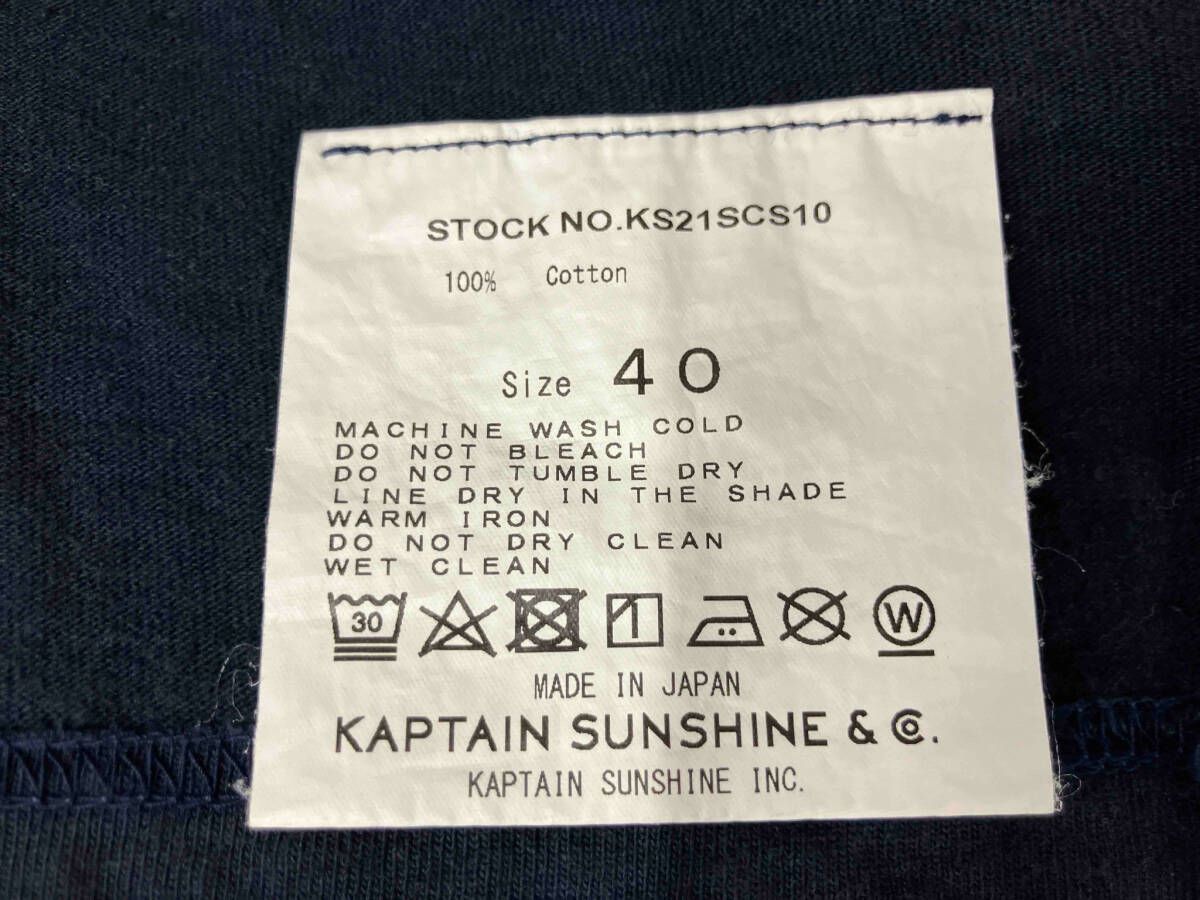 STOCK NO.KS21SCS10
100% Cotton
Size 40
MACHINE WASH COLD
DO NOT BLEACH
DO NOT TUMBLE DRY
LINE DRY IN THE SHADE
WARM IRON
DO NOT DRY CLEAN
WET CLEAN
30 W
MADE IN JAPAN
KAPTAIN SUNSHINE & Co.
KAPTAIN SUNSHINE INC.